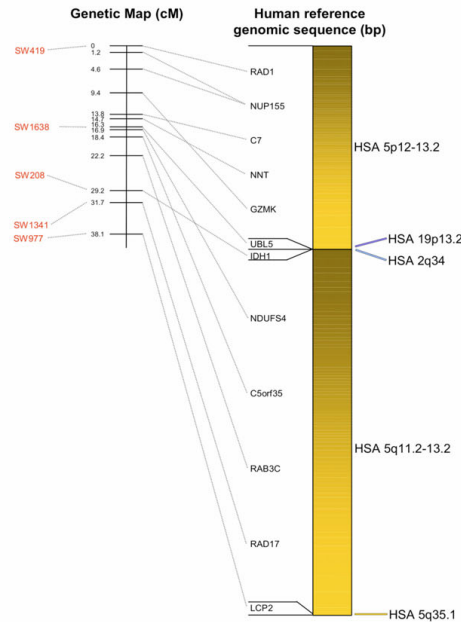 Genetic Map (cM)
Human reference
genomic sequence (bp)
SW419
0
1.2
4.6
9.4
13.8
14.7
16.3
SW1638
16.9
18.4
22.2
SW208
29.2
31.7
SW1341
38.1
SW977
RAD1
NUP155
C7
NNT
GZMK
UBL5
IDH1
NDUFS4
C5orf35
RAB3C
RAD17
LCP2
HSA 5p12-13.2
HSA 19p13.2
HSA 2q34
HSA 5q11.2-13.2
HSA 5q35.1